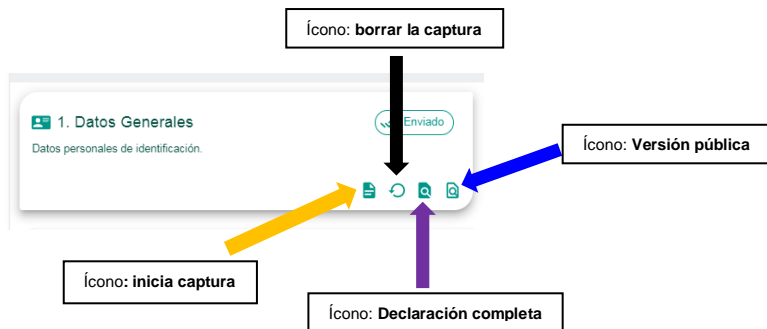 Ícono: borrar la captura
1. Datos Generales
Enviado
Datos personales de identificación.
Ícono: Versión pública
Ícono: inicia captura
Ícono: Declaración completa